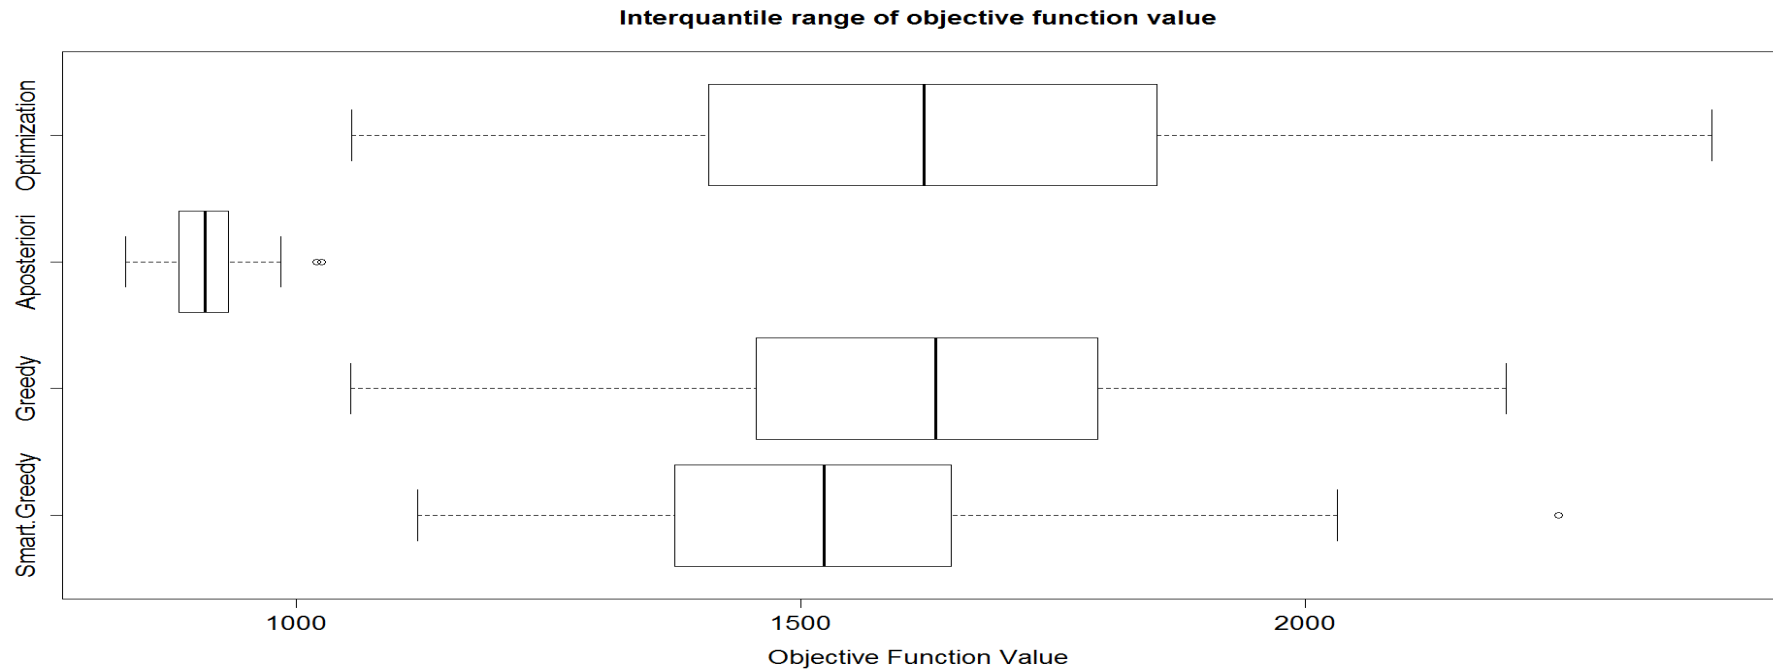 Interquantile range of objective function value
Optimization
Aposteriori
Greedy
Smart.Greedy
1000
1500
2000
Objective Function Value